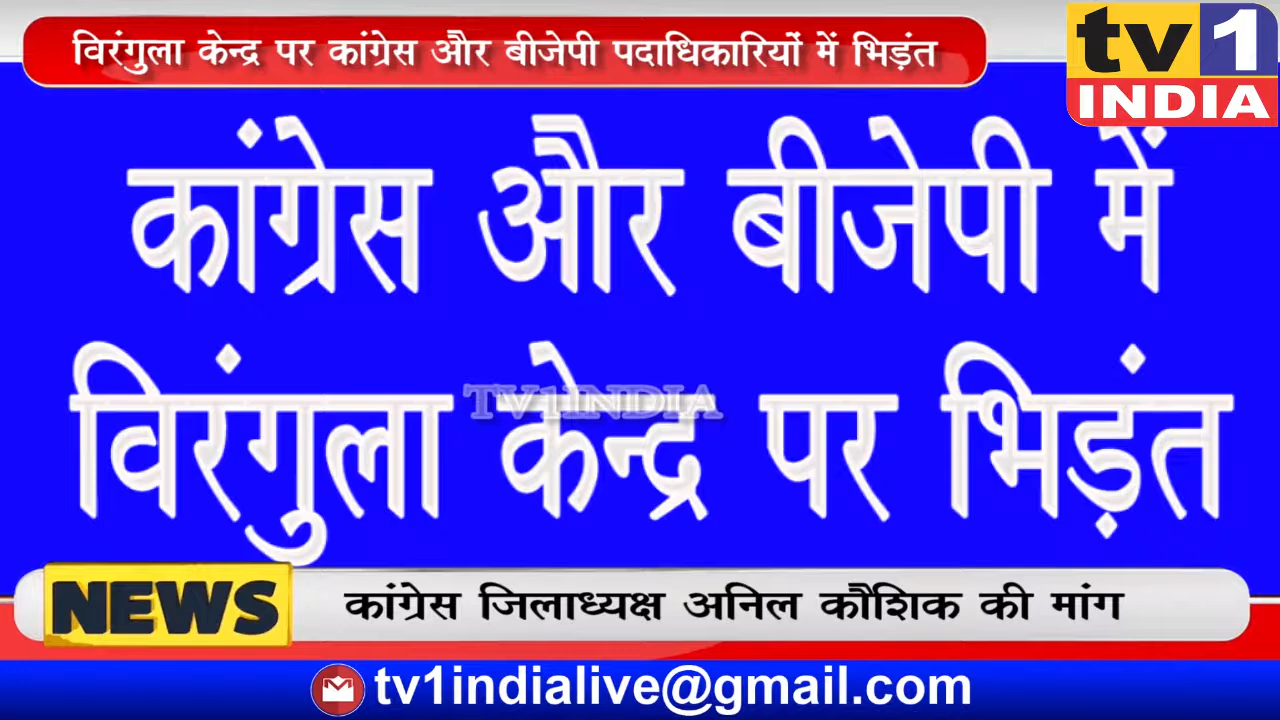 विरंगुला केन्द्र पर कांग्रेस और बीजेपी पदाधिकारियों में भिड़ंत
tv1
INDIA
कांग्रेस और बीजेपी में
विरंगुला केन्द्र पर भिड़ंत
TV1INDIA
NEWS
कांग्रेस जिलाध्यक्ष अनिल कौशिक की मांग
tv1indialive@gmail.com